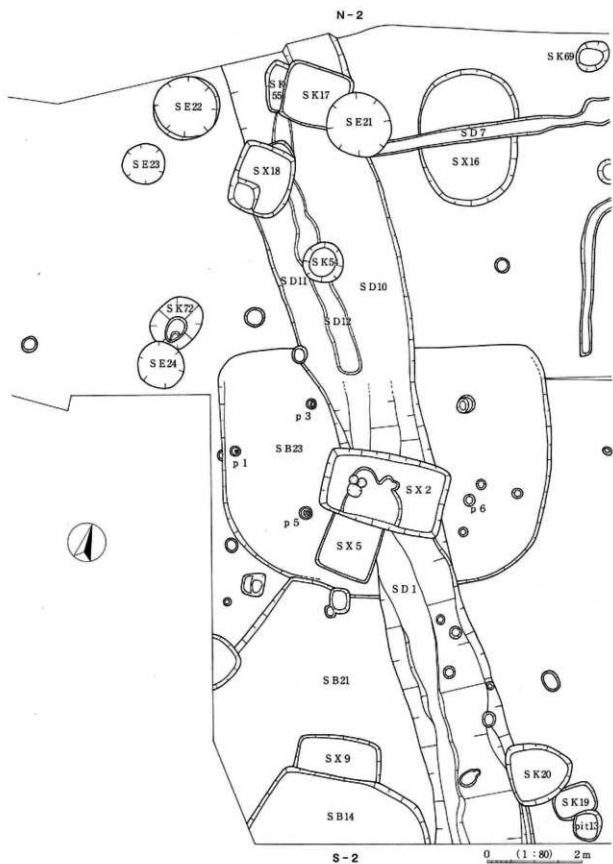 N-2
SK69
SK
55
SK17
SE22
SE21
SD7
SE23
SX16
SX18
SK54
SD11
SD10
SK72
SD12
SE24
p3
SB23
p1
SX2
p5
p6
SX5
SD1
SB21
SX9
SK20
SK19
SB14
pit13
0 (1:80) 2m
S-2